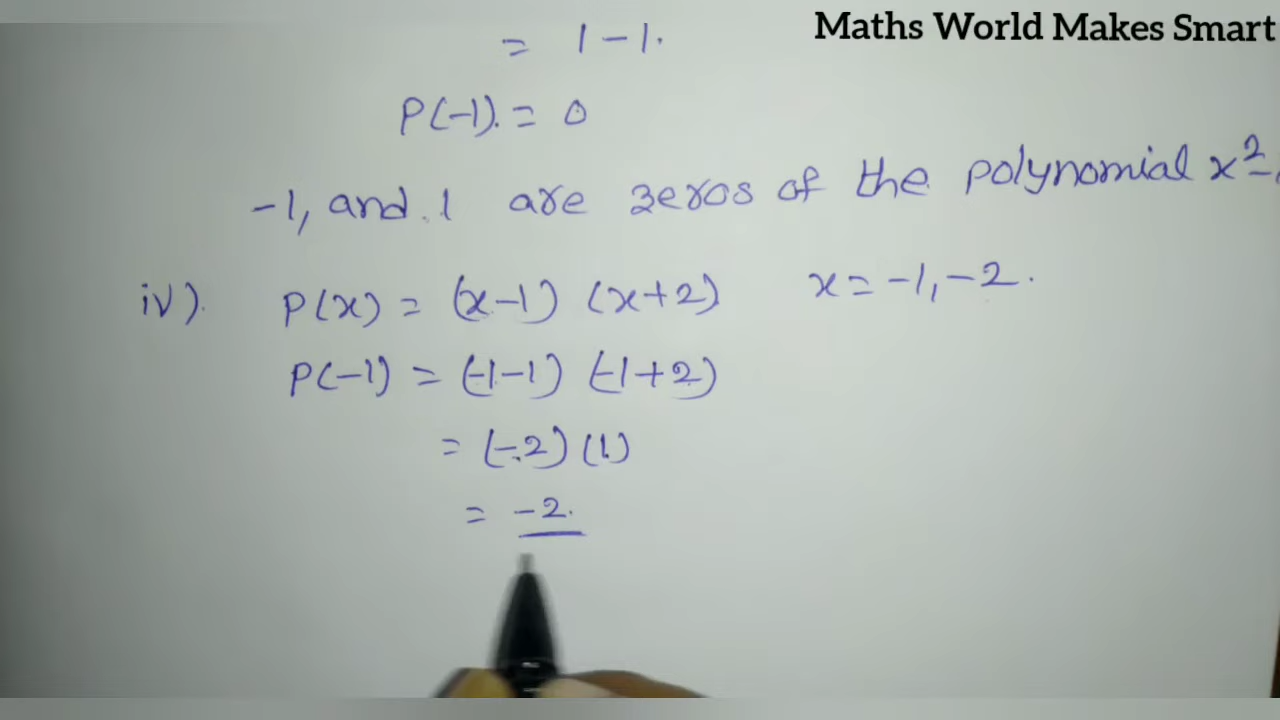 Maths World Makes Smart
= 1-1.
P(-1). = 0
-1, and 1 are zeros of the polynomial x²-
iv). P(x) = (x-1) (x+2) x = -1, -2.
P(-1) = (-1-1) (-1+2)
= (-2) (1)
= -2.